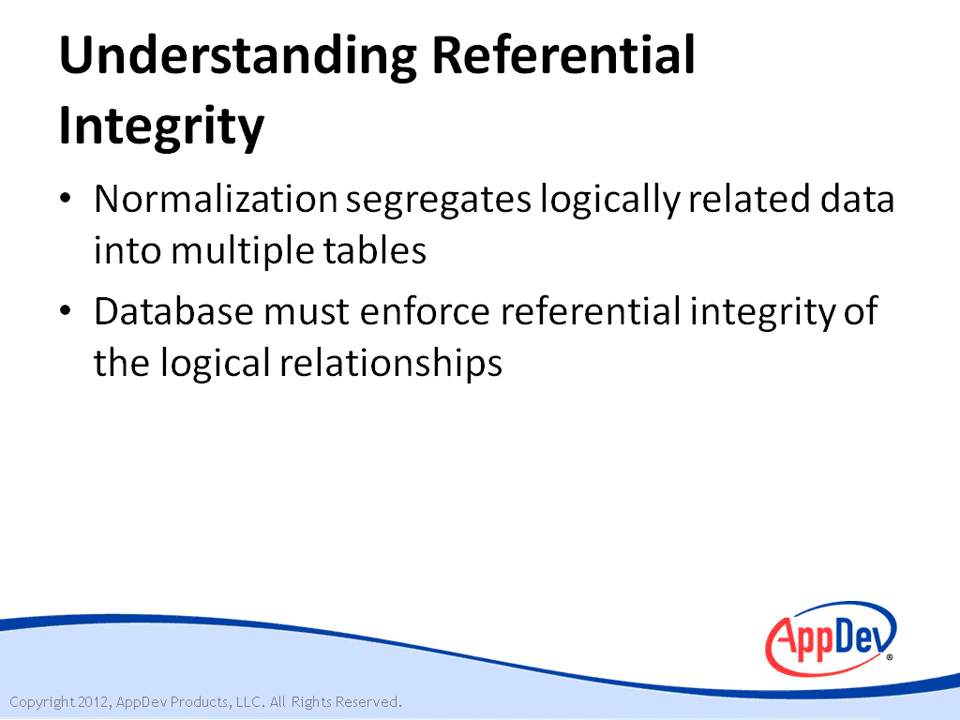 Understanding Referential
Integrity
• Normalization segregates logically related data
into multiple tables
• Database must enforce referential integrity of
the logical relationships
AppDev®
Copyright 2012, AppDev Products, LLC. All Rights Reserved.